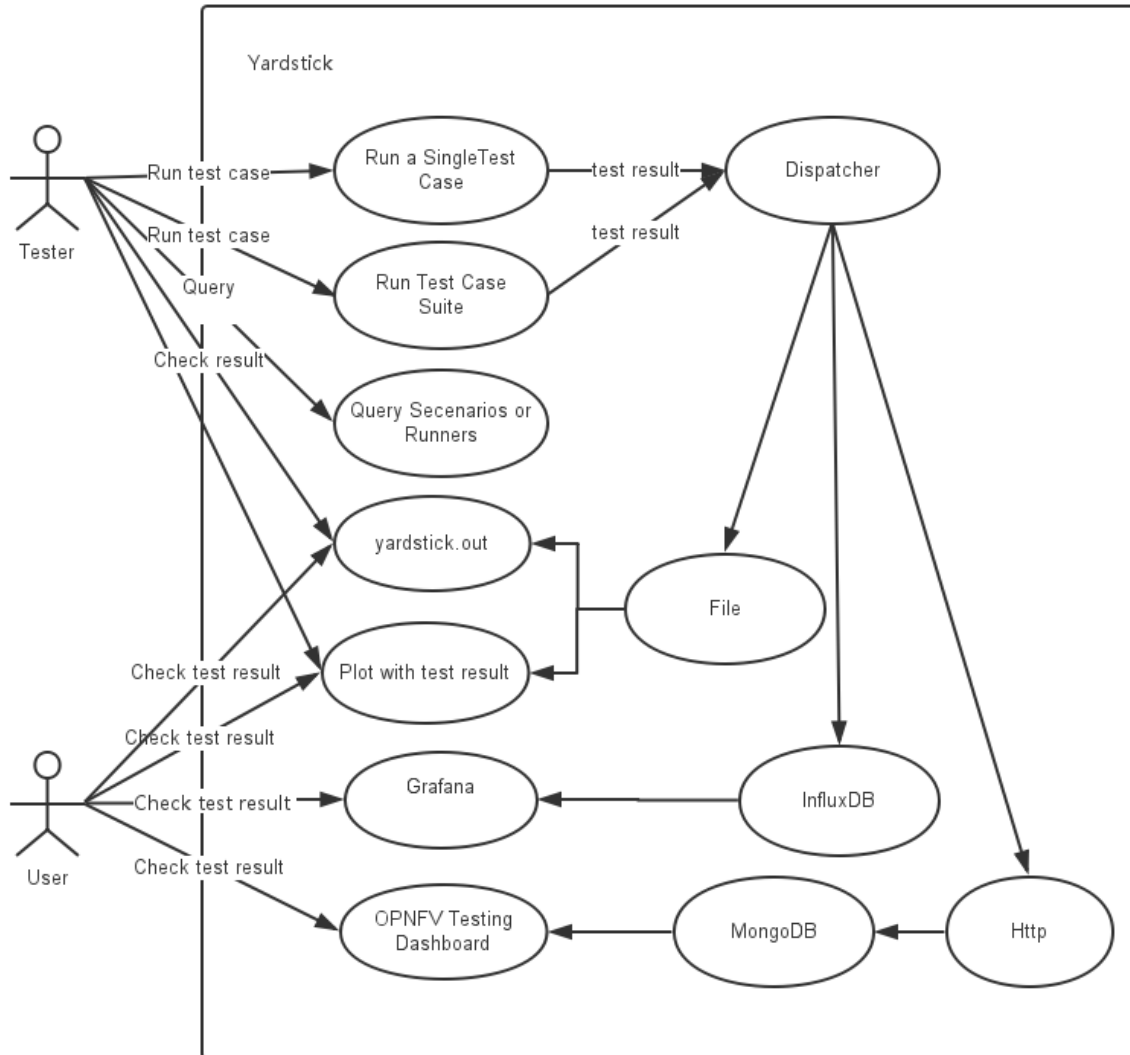 Yardstick
Run test case
Run a SingleTest
Case
test result
Dispatcher
Tester
Run test case
test result
Query
Run Test Case
Suite
Check result
Query Secenarios or
Runners
yardstick.out
File
Check test result
Plot with test result
Check test result
Check test result
Grafana
InfluxDB
User
Check test result
OPNFV Testing
Dashboard
MongoDB
Http